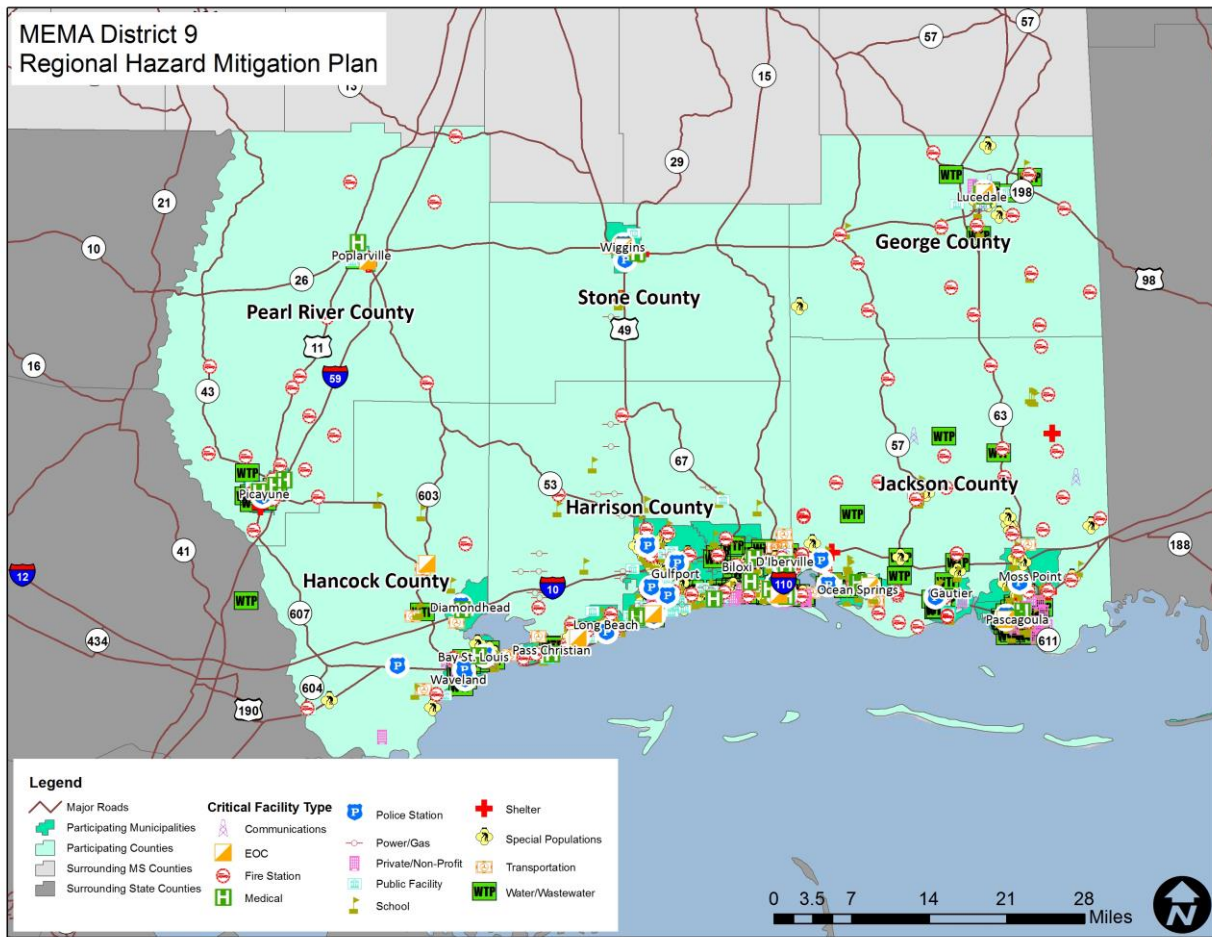 MEMA District 9
Regional Hazard Mitigation Plan
57
57
15
13
29
21
198
Lucedale
George County
10
Poplarville
Wiggins
26
98
Pearl River County
Stone County
49
11
16
59
43
63
57
67
Picayune
603
53
Harrison County
Jackson County
41
188
12
Hancock County
Gulfport
Biloxi
D'Iberville
10
110
Moss Point
Ocean Springs
Gautier
607
Diamondhead
Long Beach
Pascagoula
434
Bay St. Louis
Pass Christian
611
Waveland
604
190
WTP
WTP
WTP
WTP
WTP
WTP
WTP
WTP
Legend
Major Roads
Participating Municipalities
Participating Counties
Surrounding MS Counties
Surrounding State Counties
Critical Facility Type
Communications
EOC
Fire Station
Medical
Police Station
Power/Gas
Private/Non-Profit
Public Facility
School
Shelter
Special Populations
Transportation
WTP Water/Wastewater
0 3.5 7 14 21 28
Miles
N